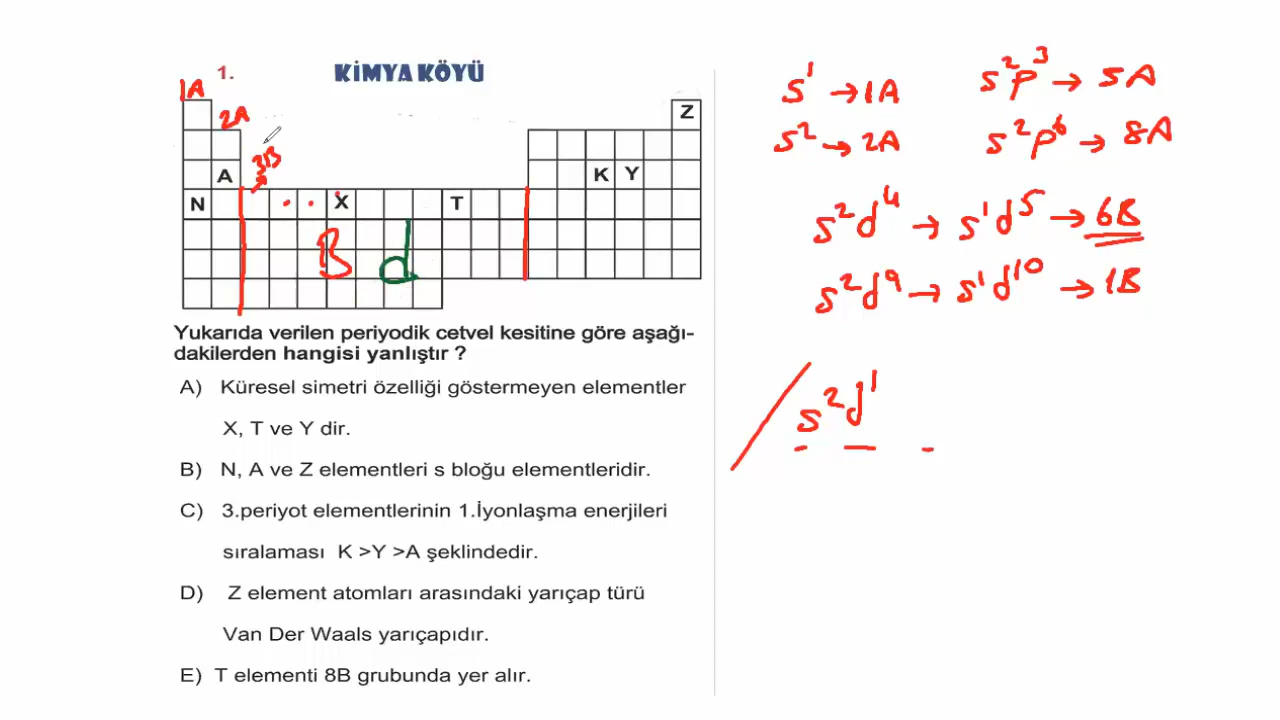 1. KİMYA KÖYÜ
1A
2A
3B
Z
A
K Y
N X T
B d
Yukarıda verilen periyodik cetvel kesitine göre aşağı-
dakilerden hangisi yanlıştır ?
A) Küresel simetri özelliği göstermeyen elementler
X, T ve Y dir.
B) N, A ve Z elementleri s bloğu elementleridir.
C) 3.periyot elementlerinin 1.İyonlaşma enerjileri
sıralaması K >Y >A şeklindedir.
D) Z element atomları arasındaki yarıçap türü
Van Der Waals yarıçapıdır.
E) T elementi 8B grubunda yer alır.
s¹ → 1A
s² → 2A
s²p³ → 5A
s²p⁶ → 8A
s²d⁴ → s¹d⁵ → 6B
s²d⁹ → s¹d¹⁰ → 1B
s²d¹